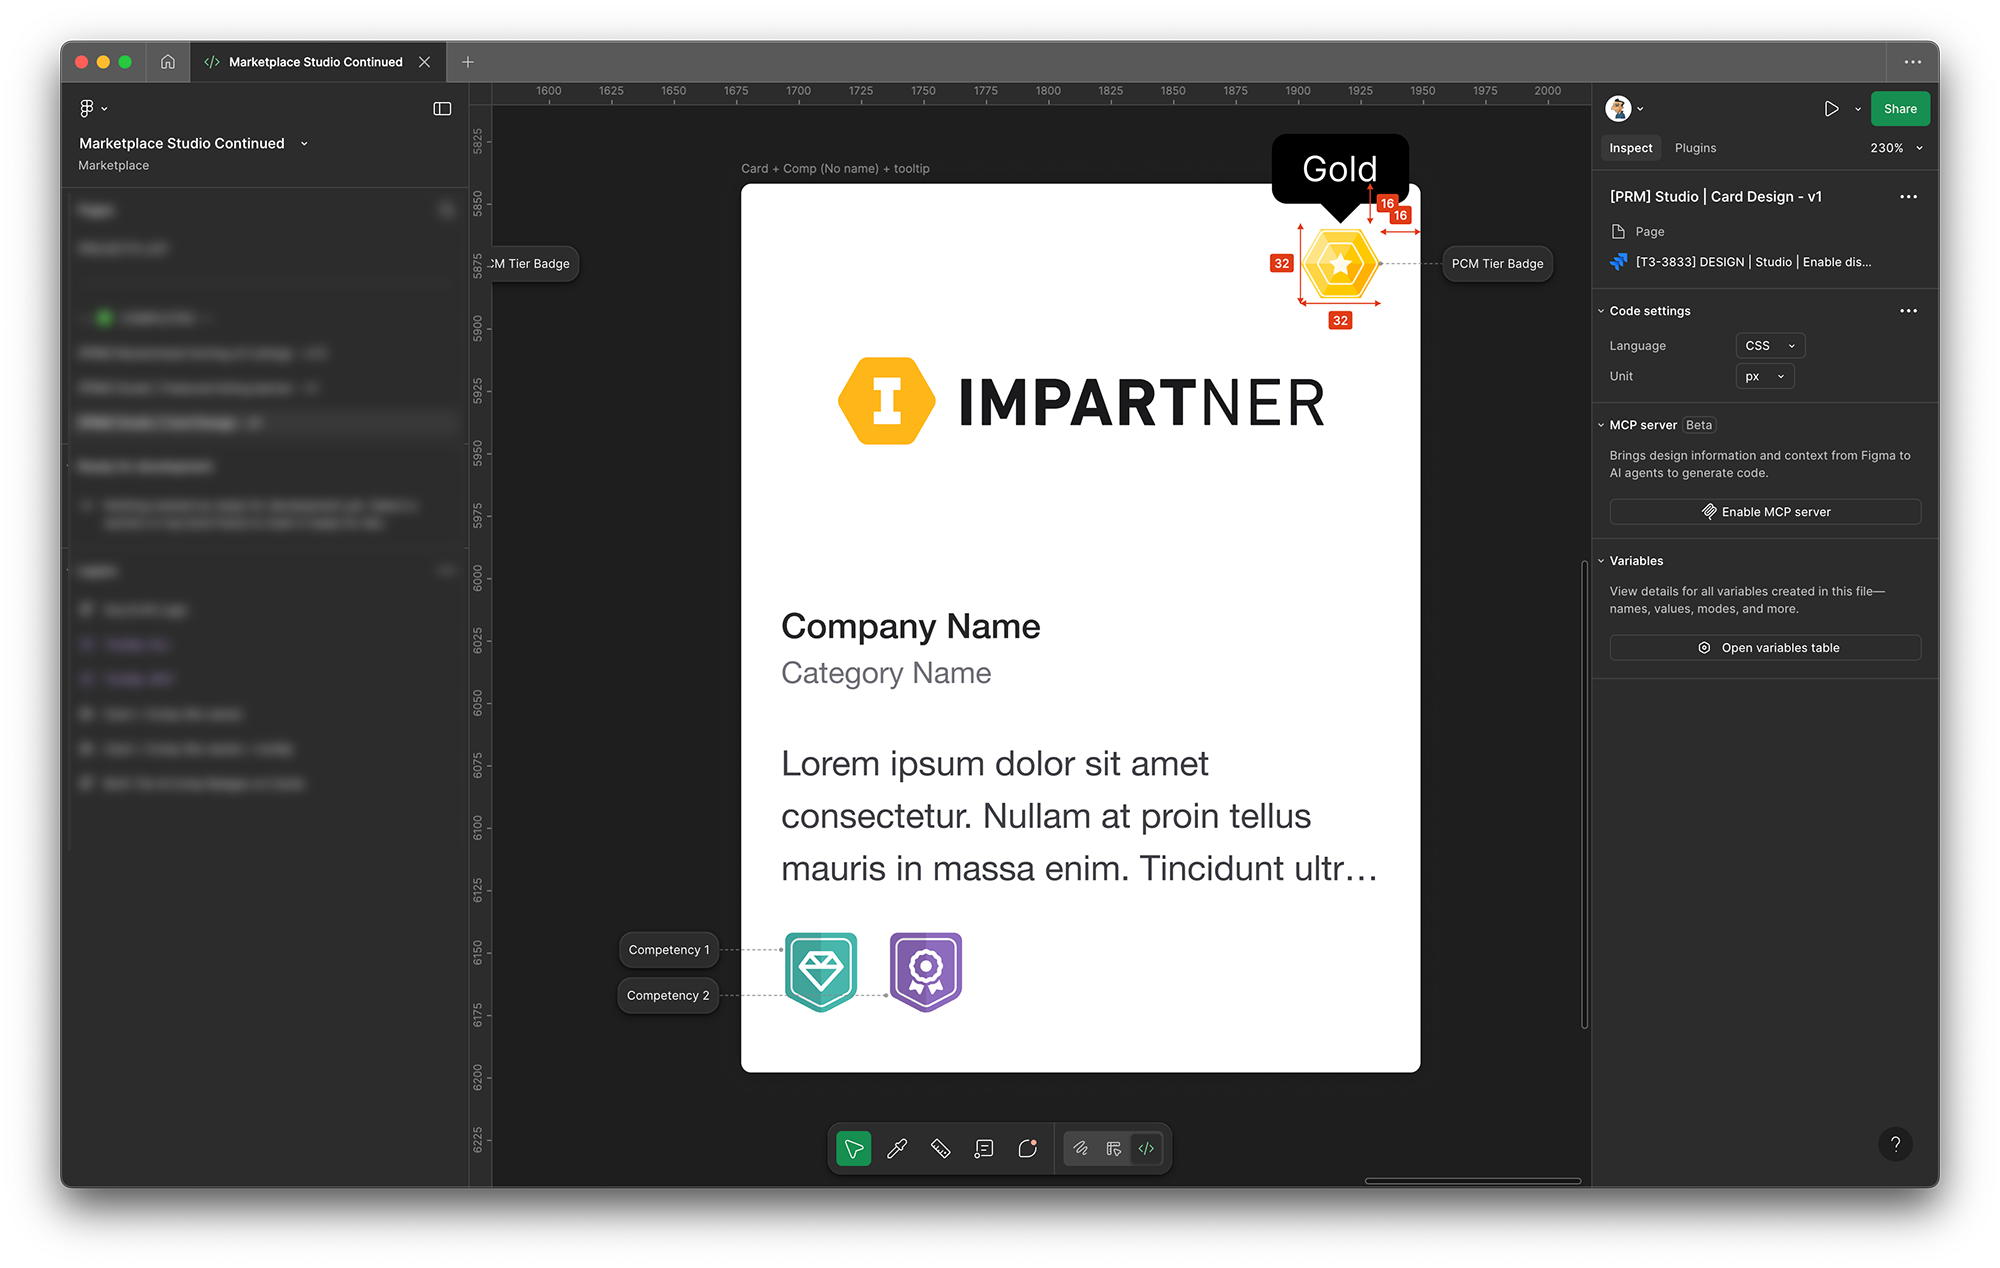 Marketplace Studio Continued
Marketplace Studio Continued
Marketplace
1600 1625 1650 1675 1700 1725 1750 1775 1800 1825 1850 1875 1900 1925 1950 1975 2000
5825
5850
5875
5900
5925
5950
5975
6000
6025
6050
6075
6100
6125
6150
6175
6200
6225
Card + Comp (No name) + tooltip
Gold
16
16
32
32
CM Tier Badge
PCM Tier Badge
IMPARTNER
Company Name
Category Name
Lorem ipsum dolor sit amet
consectetur. Nullam at proin tellus
mauris in massa enim. Tincidunt ultr...
Competency 1
Competency 2
Share
Inspect
Plugins
230%
[PRM] Studio | Card Design - v1
Page
[T3-3833] DESIGN | Studio | Enable dis...
Code settings
Language
CSS
Unit
px
MCP server
Beta
Brings design information and context from Figma to
AI agents to generate code.
Enable MCP server
Variables
View details for all variables created in this file—
names, values, modes, and more.
Open variables table
?